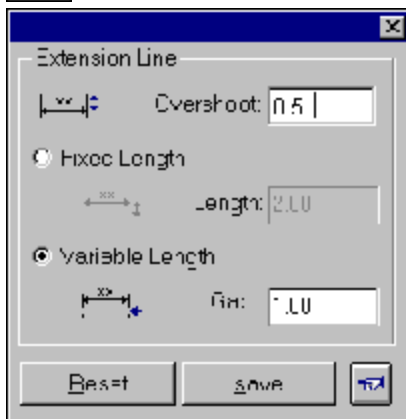 Extension Line
Overshoot: 0.5
Fixed Length
Length: 2.00
Variable Length
Gap: 1.00
Reset save